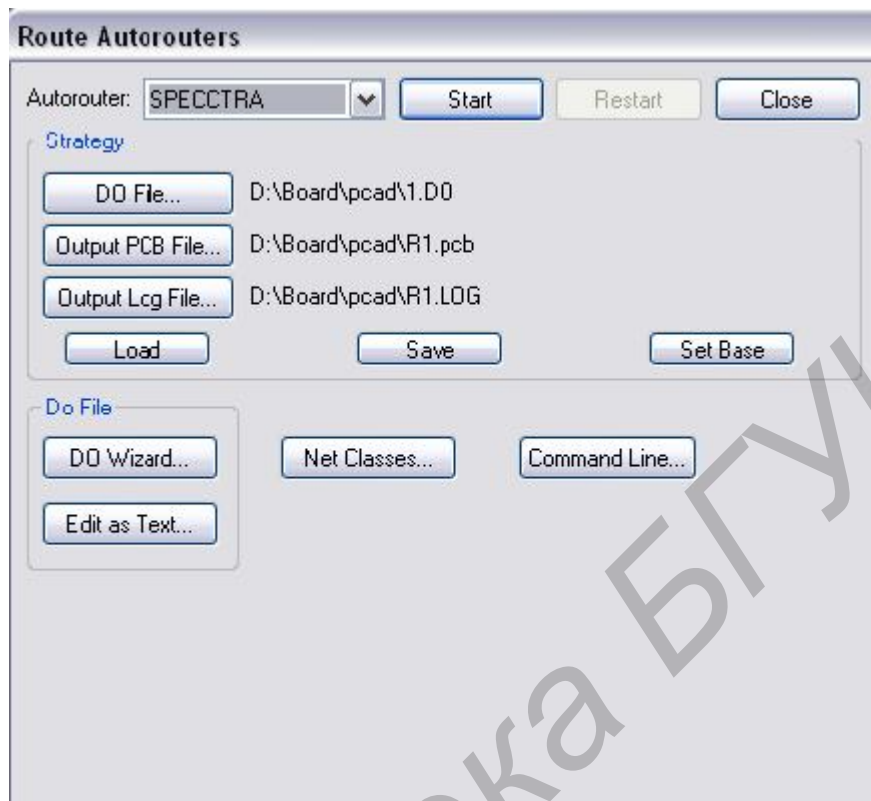 Route Autorouters
Autorouter: SPECCTRA Start Restart Close
Strategy
DO File... D:\Board\pcad\1.DO
Output PCB File... D:\Board\pcad\R1.pcb
Output Log File... D:\Board\pcad\R1.LOG
Load Save Set Base
Do File
DO Wizard... Net Classes... Command Line...
Edit as Text...